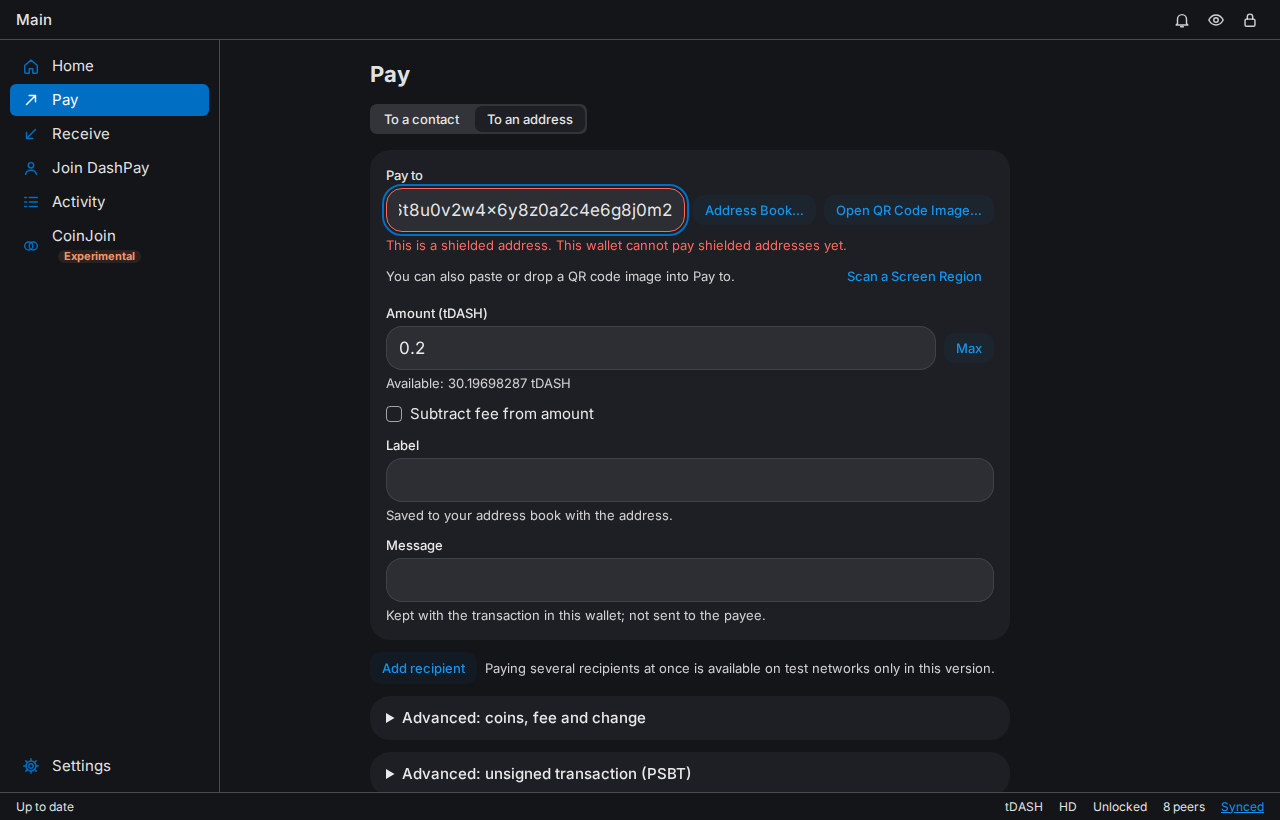 Main
Home
Pay
Receive
Join DashPay
Activity
CoinJoin
Experimental
Settings
Pay
To a contact
To an address
Pay to
6t8u0v2w4x6y8z0a2c4e6g8j0m2
Address Book...
Open QR Code Image...
This is a shielded address. This wallet cannot pay shielded addresses yet.
You can also paste or drop a QR code image into Pay to.
Scan a Screen Region
Amount (tDASH)
0.2
Max
Available: 30.19698287 tDASH
Subtract fee from amount
Label
Saved to your address book with the address.
Message
Kept with the transaction in this wallet; not sent to the payee.
Add recipient
Paying several recipients at once is available on test networks only in this version.
Advanced: coins, fee and change
Advanced: unsigned transaction (PSBT)
Up to date
tDASH
HD
Unlocked
8 peers
Synced